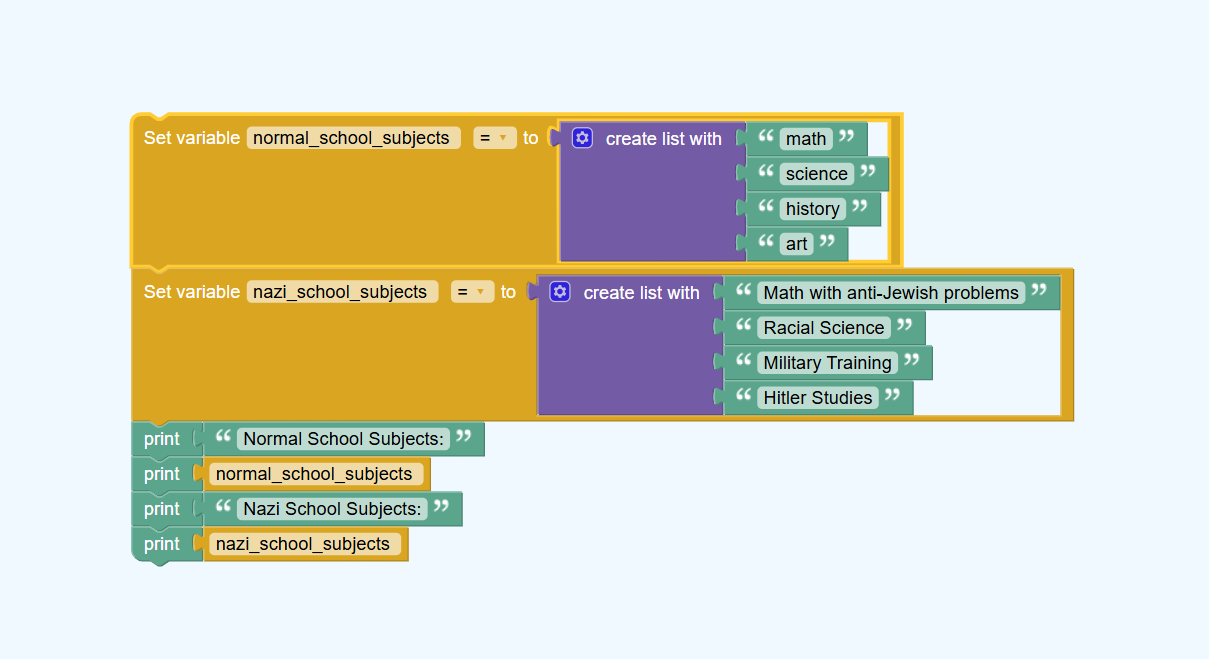 Set variable normal_school_subjects = to create list with “ math ”
“ science ”
“ history ”
“ art ”
Set variable nazi_school_subjects = to create list with “ Math with anti-Jewish problems ”
“ Racial Science ”
“ Military Training ”
“ Hitler Studies ”
print “ Normal School Subjects: ”
print normal_school_subjects
print “ Nazi School Subjects: ”
print nazi_school_subjects